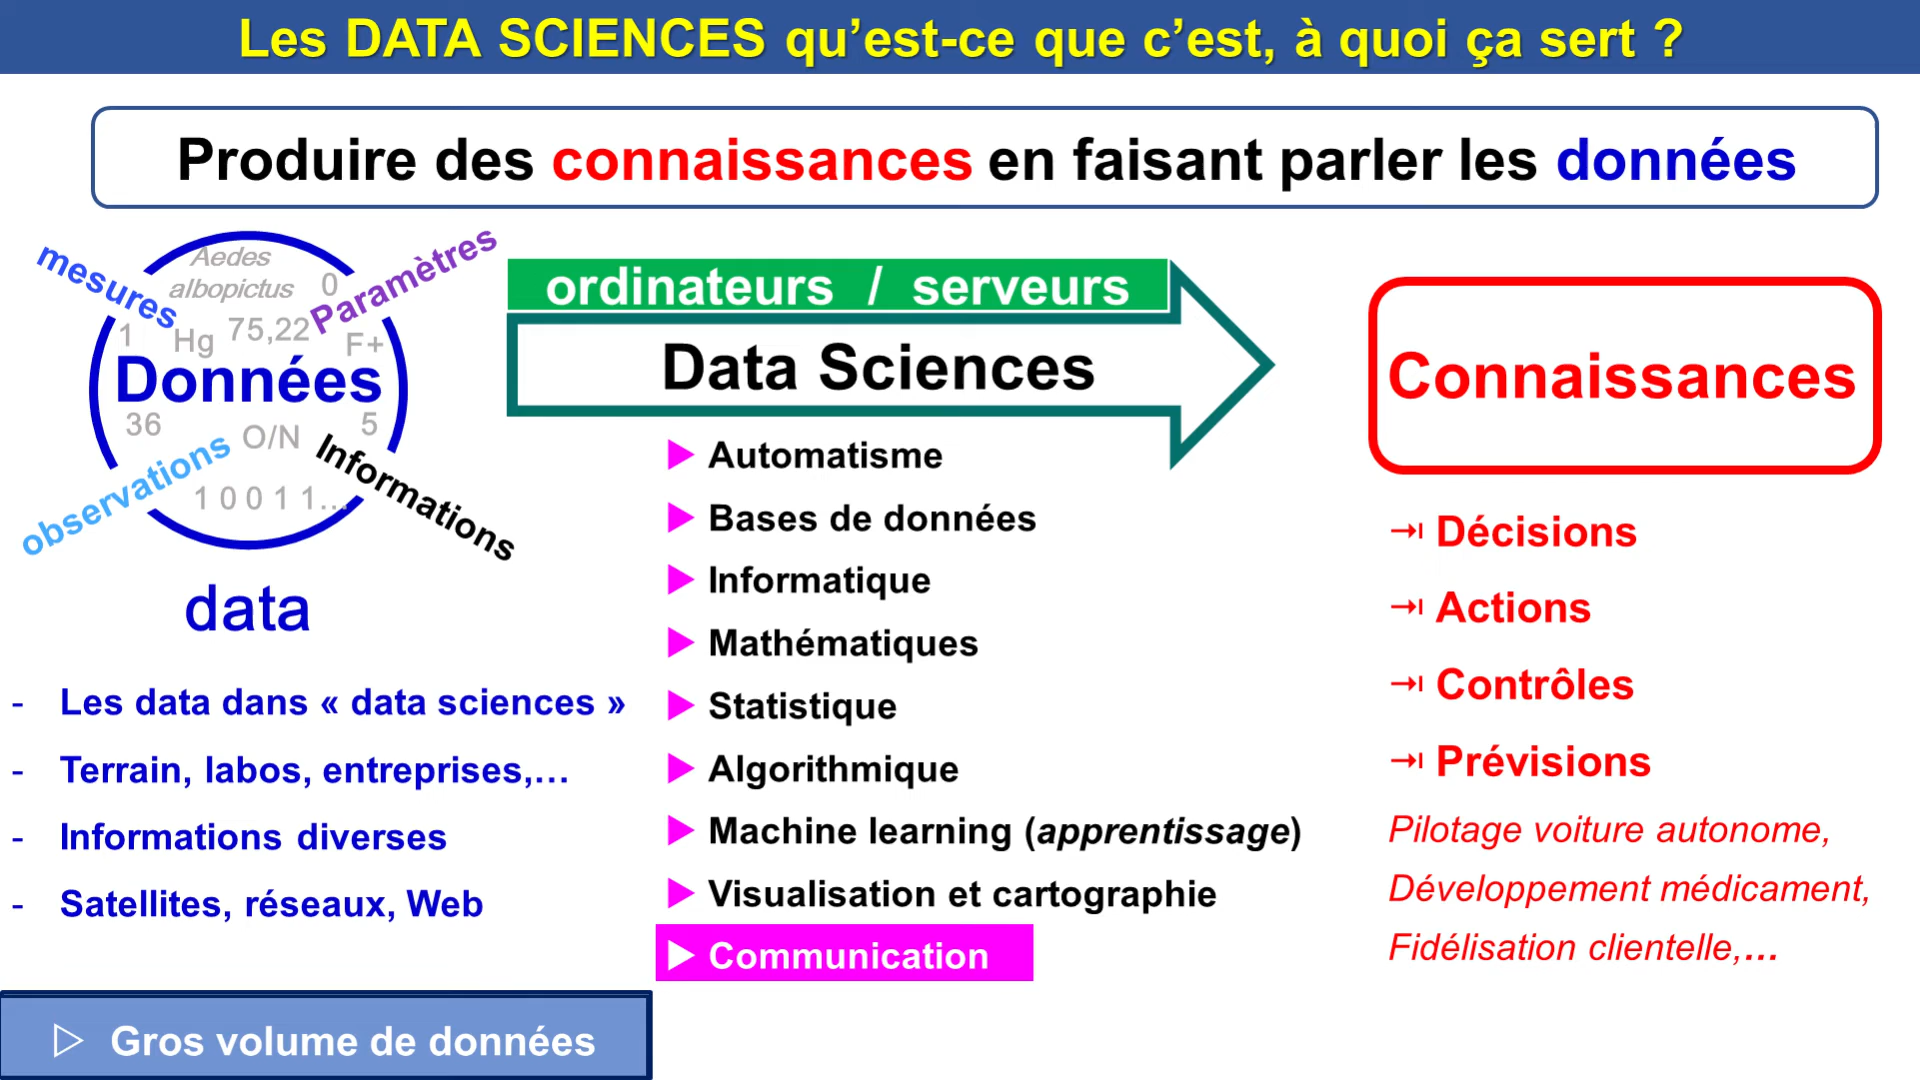 Les DATA SCIENCES qu’est-ce que c’est, à quoi ça sert ?
Produire des connaissances en faisant parler les données
mesures
Paramètres
Aedes
albopictus
0
1
Hg
75,22
F+
Données
36
O/N
5
observations
Informations
1 0 0 1 1...
data
- Les data dans « data sciences »
- Terrain, labos, entreprises,…
- Informations diverses
- Satellites, réseaux, Web
▷ Gros volume de données
ordinateurs / serveurs
Data Sciences
▶ Automatisme
▶ Bases de données
▶ Informatique
▶ Mathématiques
▶ Statistique
▶ Algorithmique
▶ Machine learning (apprentissage)
▶ Visualisation et cartographie
▶ Communication
Connaissances
⇥ Décisions
⇥ Actions
⇥ Contrôles
⇥ Prévisions
Pilotage voiture autonome,
Développement médicament,
Fidélisation clientelle,…